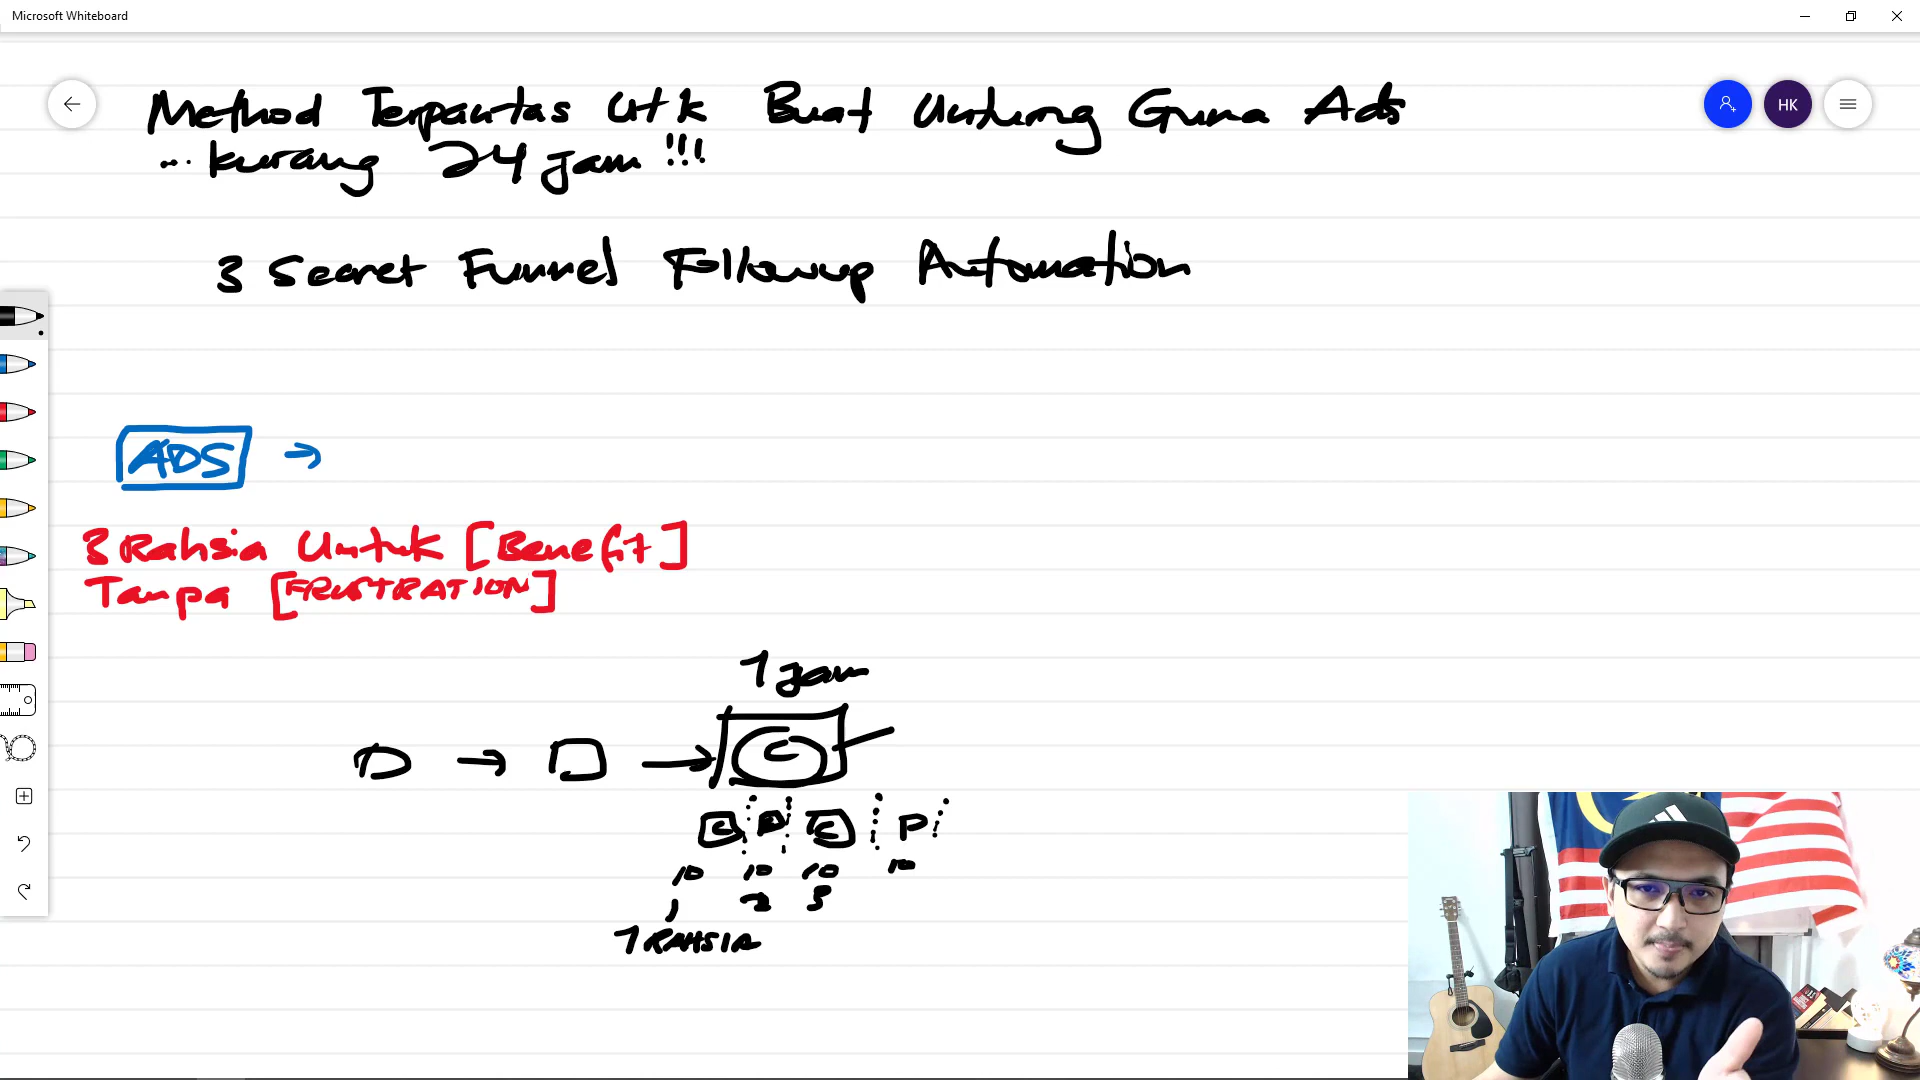 Microsoft Whiteboard
HK
Method Terpantas Utk Buat Untung Guna Ads
... kurang 24 jam !!!
3 Secret Funnel Followup Automation
ADS →
3 Rahsia Untuk [Benefit]
Tanpa [FRUSTRATION]
1 jam
→ →
C
C P C P
10 10 10 10
1 2 3
1 RAHSIA